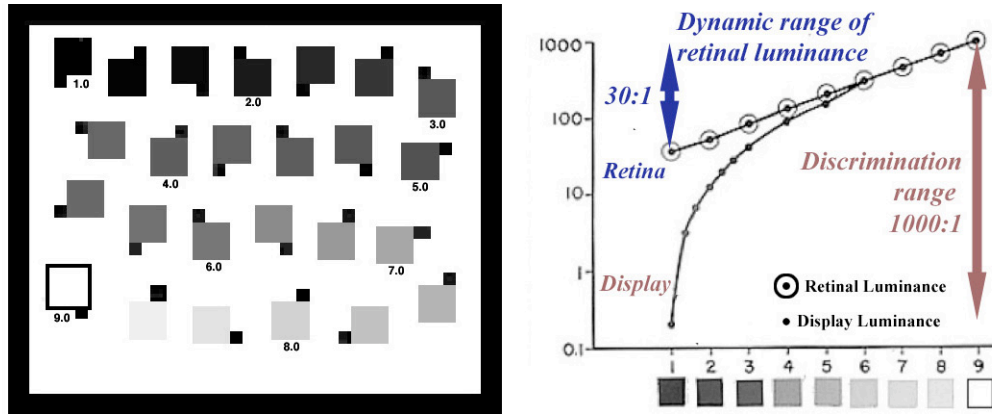 1.0
2.0
3.0
4.0
5.0
6.0
7.0
9.0
8.0
Dynamic range of
retinal luminance
30:1
Retina
Discrimination
range
1000:1
Display
Retinal Luminance
Display Luminance
1000
100
10
1
0.1
1 2 3 4 5 6 7 8 9